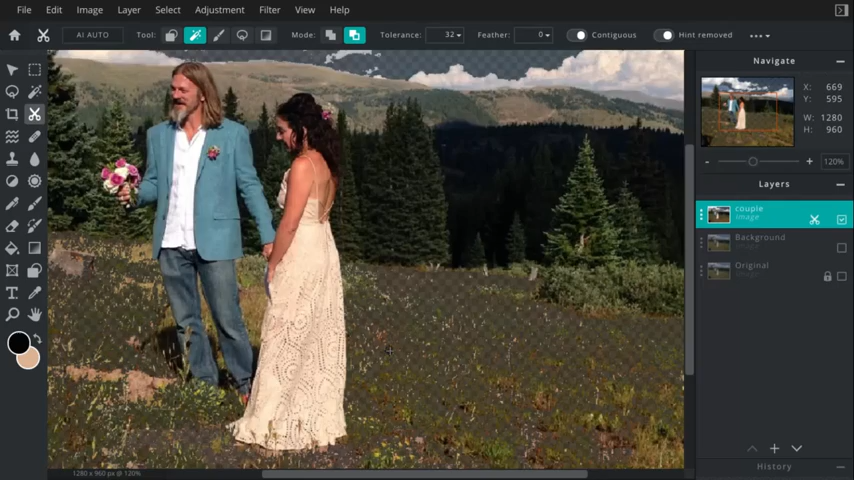 File Edit Image Layer Select Adjustment Filter View Help
AI AUTO Tool: Mode: Tolerance: 32 Feather: 0 Contiguous Hint removed
Navigate
X: 669
Y: 595
W: 1280
H: 960
- + 120%
Layers
couple
Image
Background
Image
Original
Image
1280 x 960 px @ 120%
History